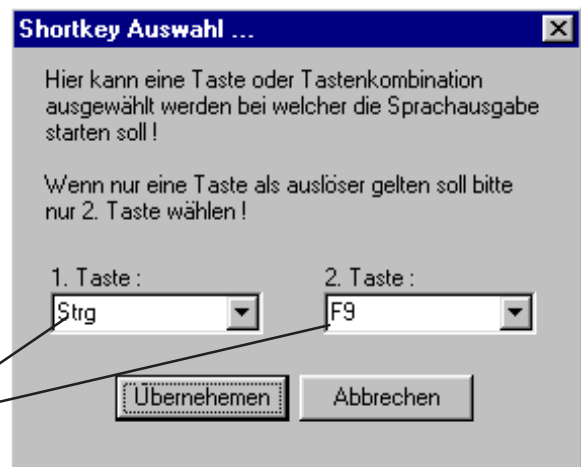 Shortkey Auswahl ...
Hier kann eine Taste oder Tastenkombination
ausgewählt werden bei welcher die Sprachausgabe
starten soll !
Wenn nur eine Taste als auslöser gelten soll bitte
nur 2. Taste wählen !
1. Taste : 2. Taste :
Strg F9
Übernehemen Abbrechen